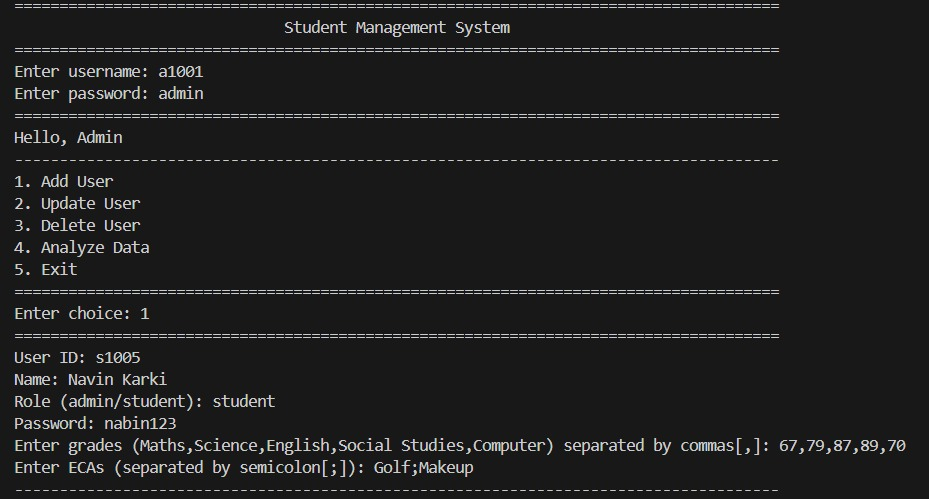 =====================================================================================
Student Management System
=====================================================================================
Enter username: a1001
Enter password: admin
=====================================================================================
Hello, Admin
-------------------------------------------------------------------------------------
1. Add User
2. Update User
3. Delete User
4. Analyze Data
5. Exit
=====================================================================================
Enter choice: 1
=====================================================================================
User ID: s1005
Name: Navin Karki
Role (admin/student): student
Password: nabin123
Enter grades (Maths,Science,English,Social Studies,Computer) separated by commas[,]: 67,79,87,89,70
Enter ECAs (separated by semicolon[;]): Golf;Makeup
-------------------------------------------------------------------------------------